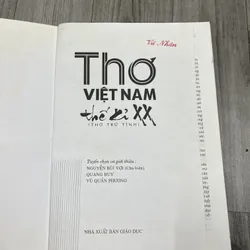 Vũ Nhân
Thơ
VIỆT NAM
thế kỉ XX
(THƠ TRỮ TÌNH)
Tuyển chọn và giới thiệu :
NGUYỄN BÙI VỢI (Chủ biên)
QUANG HUY
VŨ QUẦN PHƯƠNG
NHÀ XUẤT BẢN GIÁO DỤC